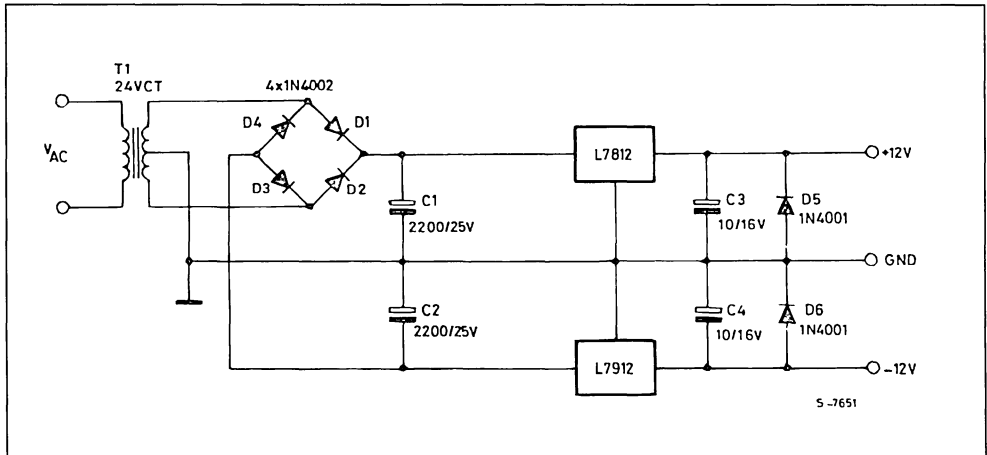 T1
24VCT
4x1N4002
D4
D1
L7812
+12V
VAC
D3
D2
C1
2200/25V
C3
10/16V
D5
1N4001
GND
C2
2200/25V
C4
10/16V
D6
1N4001
L7912
-12V
S-7651